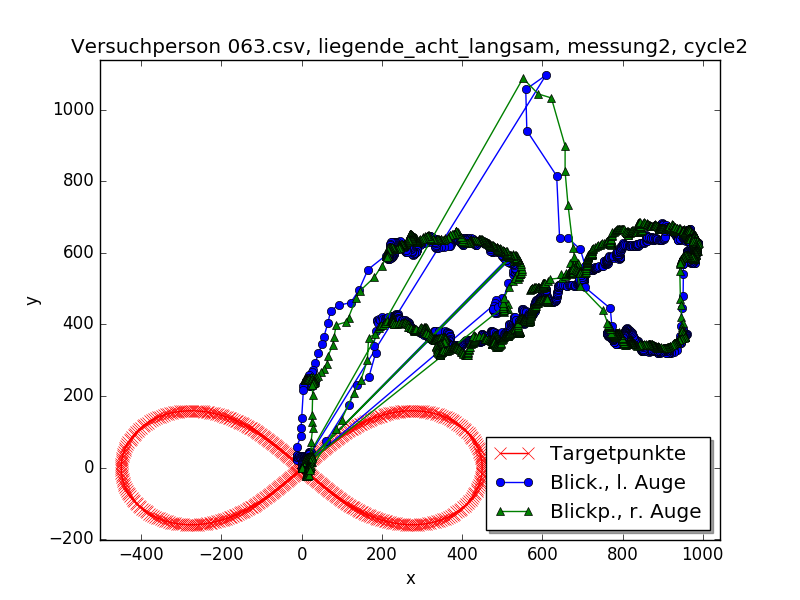 Versuchperson 063.csv, liegende_acht_langsam, messung2, cycle2
1000
800
600
400
200
0
−200
y
−400
−200
0
200
400
600
800
1000
x
Targetpunkte
Blick., l. Auge
Blickp., r. Auge